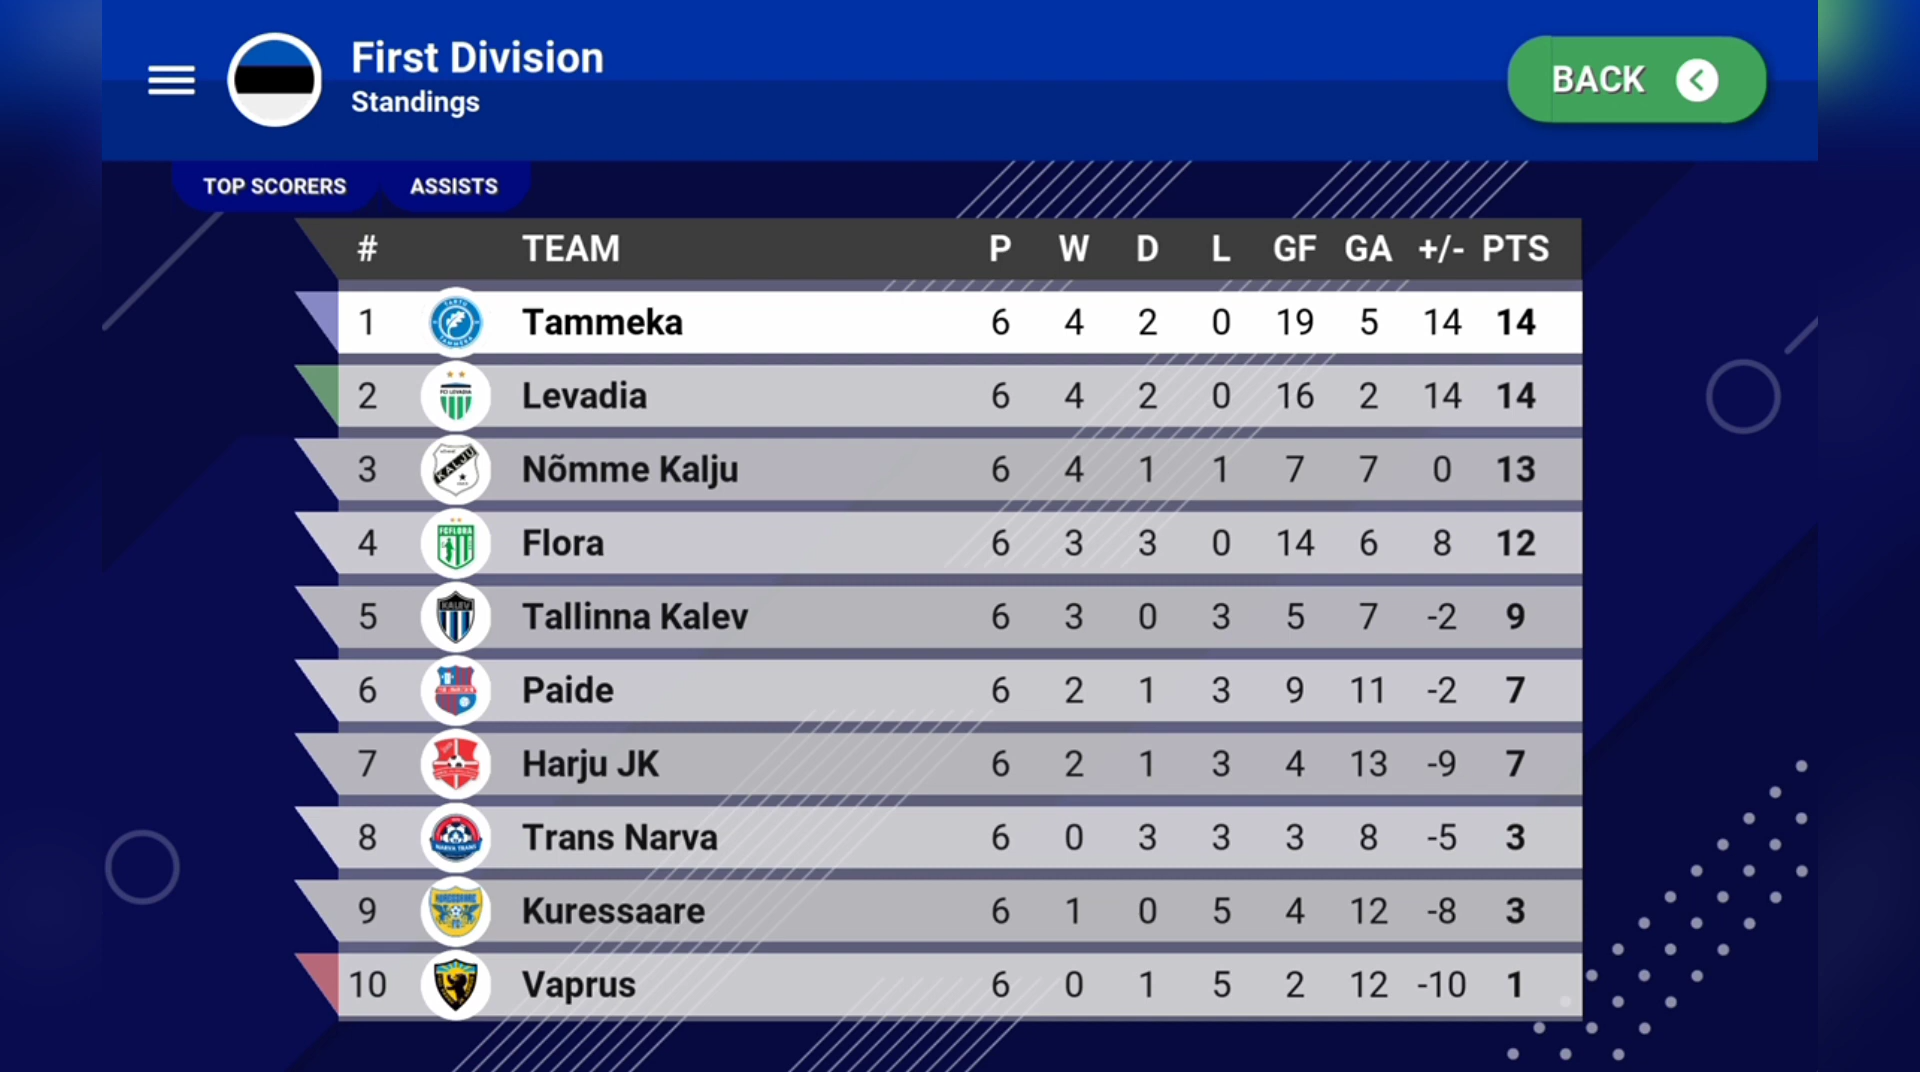 First Division
Standings
BACK
TOP SCORERS ASSISTS
# TEAM P W D L GF GA +/- PTS
1 Tammeka 6 4 2 0 19 5 14 14
2 Levadia 6 4 2 0 16 2 14 14
3 Nõmme Kalju 6 4 1 1 7 7 0 13
4 Flora 6 3 3 0 14 6 8 12
5 Tallinna Kalev 6 3 0 3 5 7 -2 9
6 Paide 6 2 1 3 9 11 -2 7
7 Harju JK 6 2 1 3 4 13 -9 7
8 Trans Narva 6 0 3 3 3 8 -5 3
9 Kuressaare 6 1 0 5 4 12 -8 3
10 Vaprus 6 0 1 5 2 12 -10 1